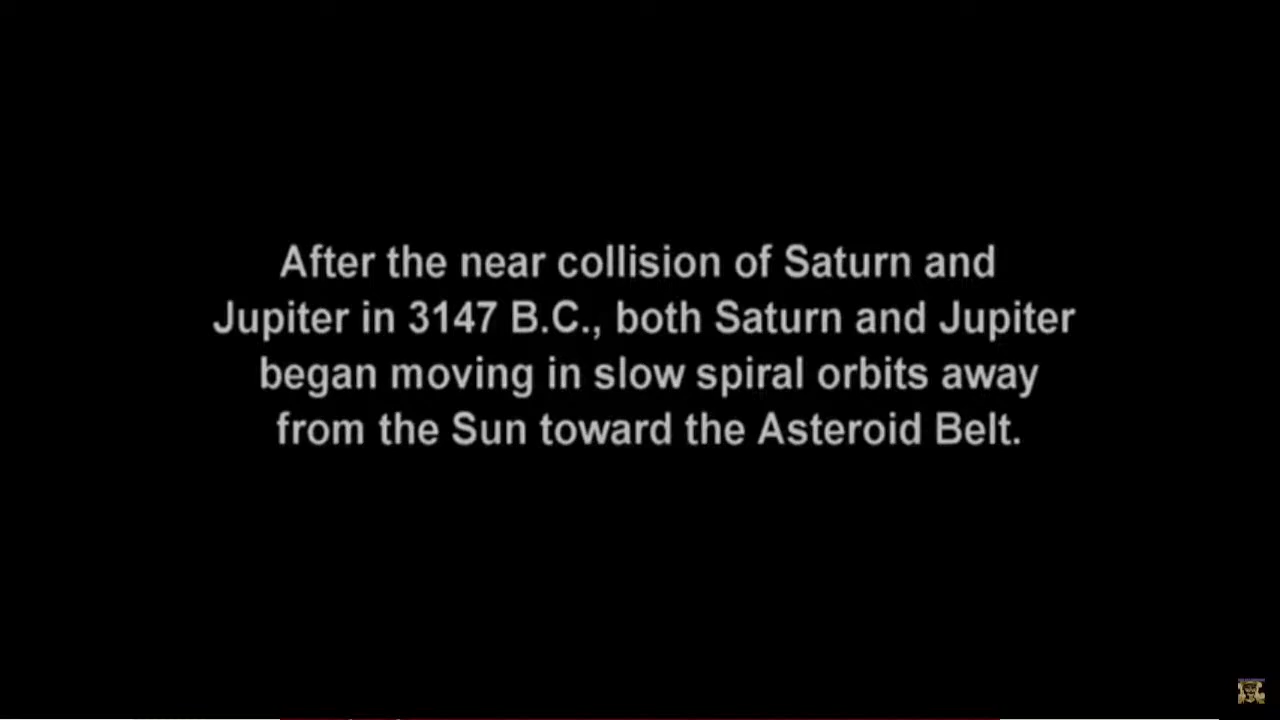 After the near collision of Saturn and
Jupiter in 3147 B.C., both Saturn and Jupiter
began moving in slow spiral orbits away
from the Sun toward the Asteroid Belt.